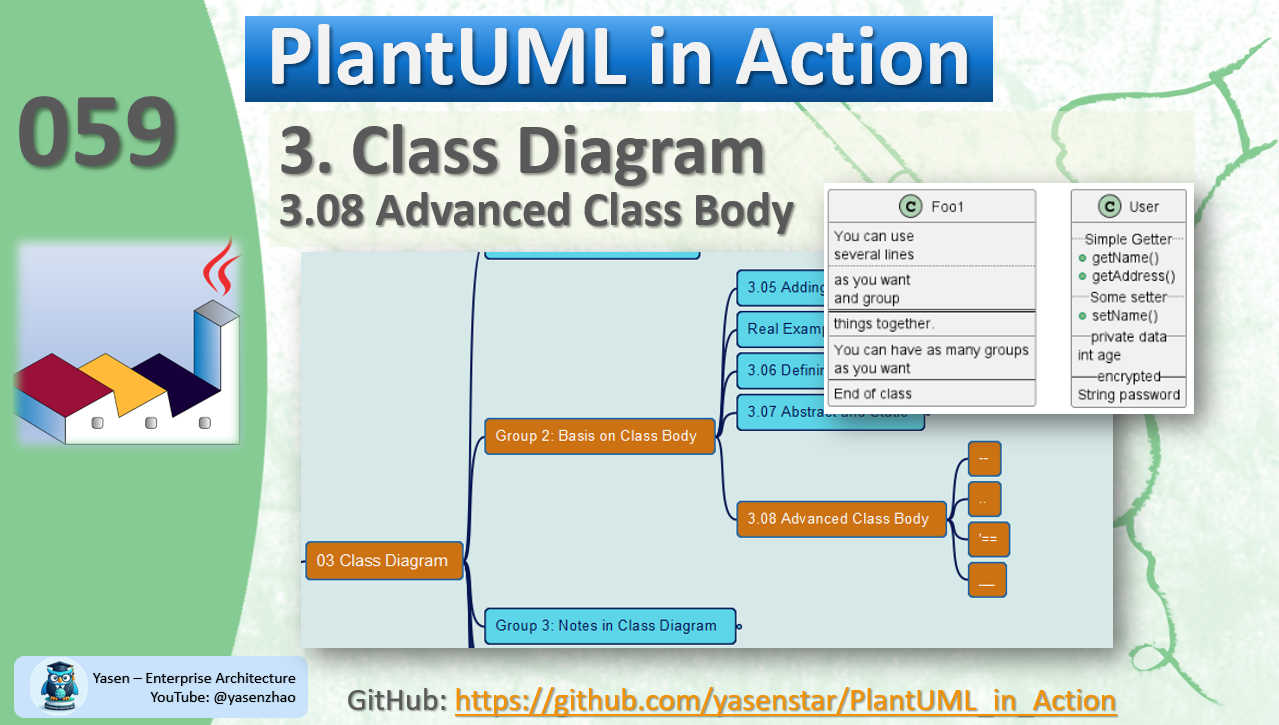 PlantUML in Action
059
3. Class Diagram
3.08 Advanced Class Body
C Foo1
You can use
several lines
as you want
and group
things together.
You can have as many groups
as you want
End of class
C User
Simple Getter
getName()
getAddress()
Some setter
setName()
private data
int age
encrypted
String password
3.05 Adding
Real Examp
3.06 Definin
3.07 Abstract and Static
Group 2: Basis on Class Body
3.08 Advanced Class Body
--
..
'==
__
03 Class Diagram
Group 3: Notes in Class Diagram
Yasen – Enterprise Architecture
YouTube: @yasenzhao
GitHub: https://github.com/yasenstar/PlantUML_in_Action